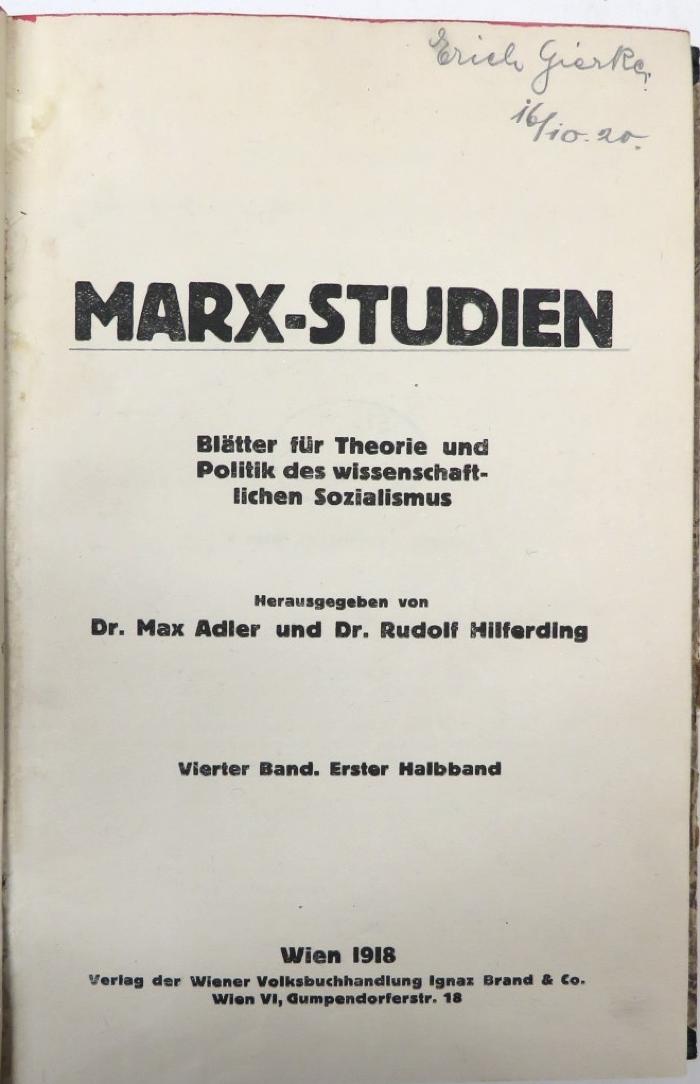 Erich Gierke,
16/10.20.
MARX-STUDIEN
Blätter für Theorie und
Politik des wissenschaft-
lichen Sozialismus
Herausgegeben von
Dr. Max Adler und Dr. Rudolf Hilferding
Vierter Band. Erster Halbband
Wien 1918
Verlag der Wiener Volksbuchhandlung Ignaz Brand & Co.
Wien VI, Gumpendorferstr. 18